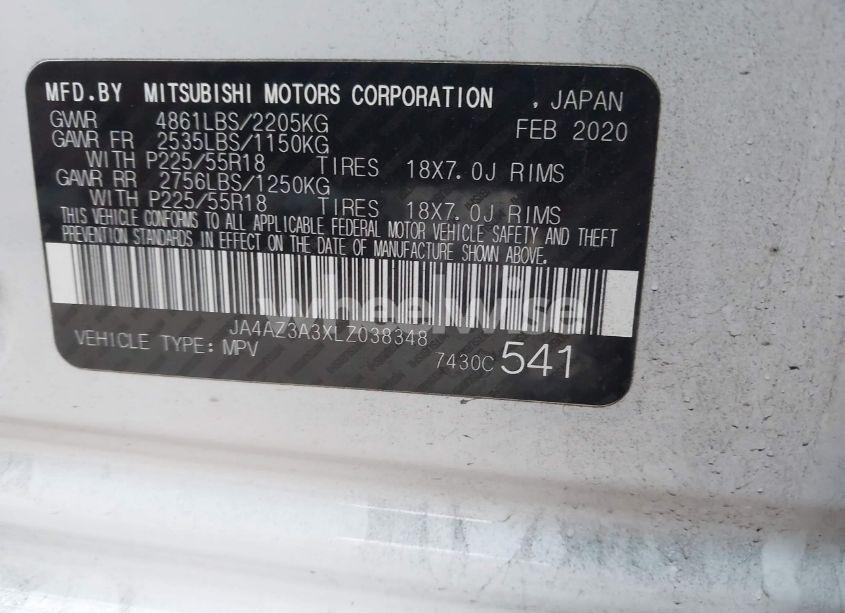 MFD.BY MITSUBISHI MOTORS CORPORATION , JAPAN
GVWR 4861LBS/2205KG FEB 2020
GAWR FR 2535LBS/1150KG
WITH P225/55R18 TIRES 18X7.0J RIMS
GAWR RR 2756LBS/1250KG
WITH P225/55R18 TIRES 18X7.0J RIMS
THIS VEHICLE CONFORMS TO ALL APPLICABLE FEDERAL MOTOR VEHICLE SAFETY AND THEFT
PREVENTION STANDARDS IN EFFECT ON THE DATE OF MANUFACTURE SHOWN ABOVE.
wheelwise
JA4AZ3A3XLZ038348
VEHICLE TYPE: MPV 7430C 541